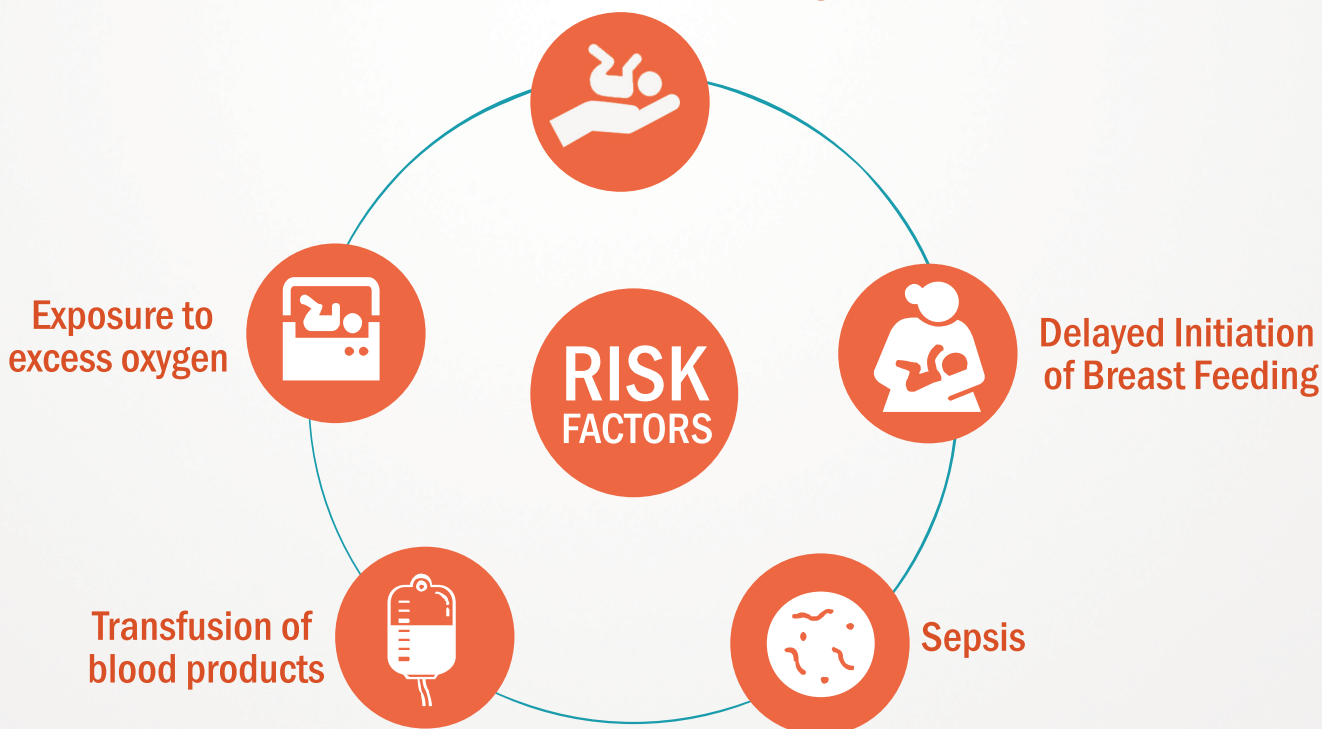 RISK
FACTORS
Exposure to
excess oxygen
Delayed Initiation
of Breast Feeding
Transfusion of
blood products
Sepsis